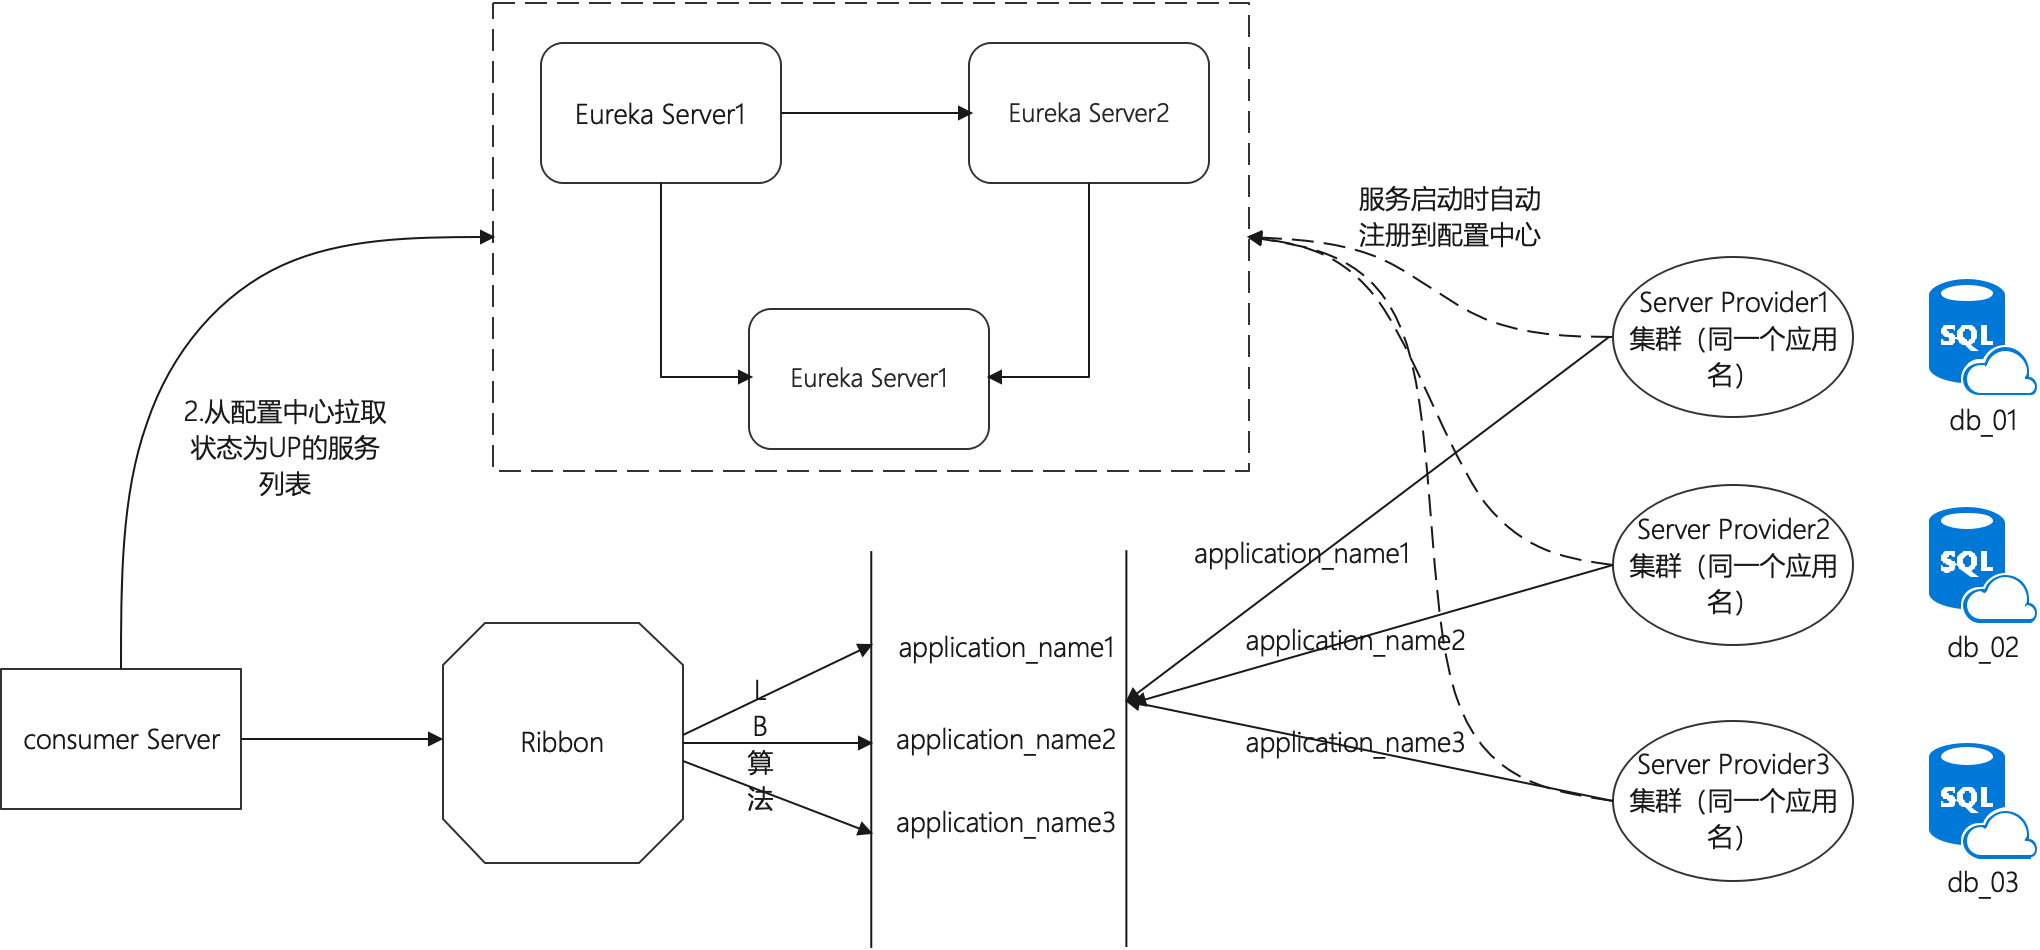 Eureka Server1
Eureka Server2
Eureka Server1
服务启动时自动
注册到配置中心
2.从配置中心拉取
状态为UP的服务
列表
Server Provider1
集群（同一个应用
名）
SQL
db_01
Server Provider2
集群（同一个应用
名）
SQL
db_02
Server Provider3
集群（同一个应用
名）
SQL
db_03
application_name1
application_name2
application_name3
consumer Server
Ribbon
L
B
算
法
application_name1
application_name2
application_name3